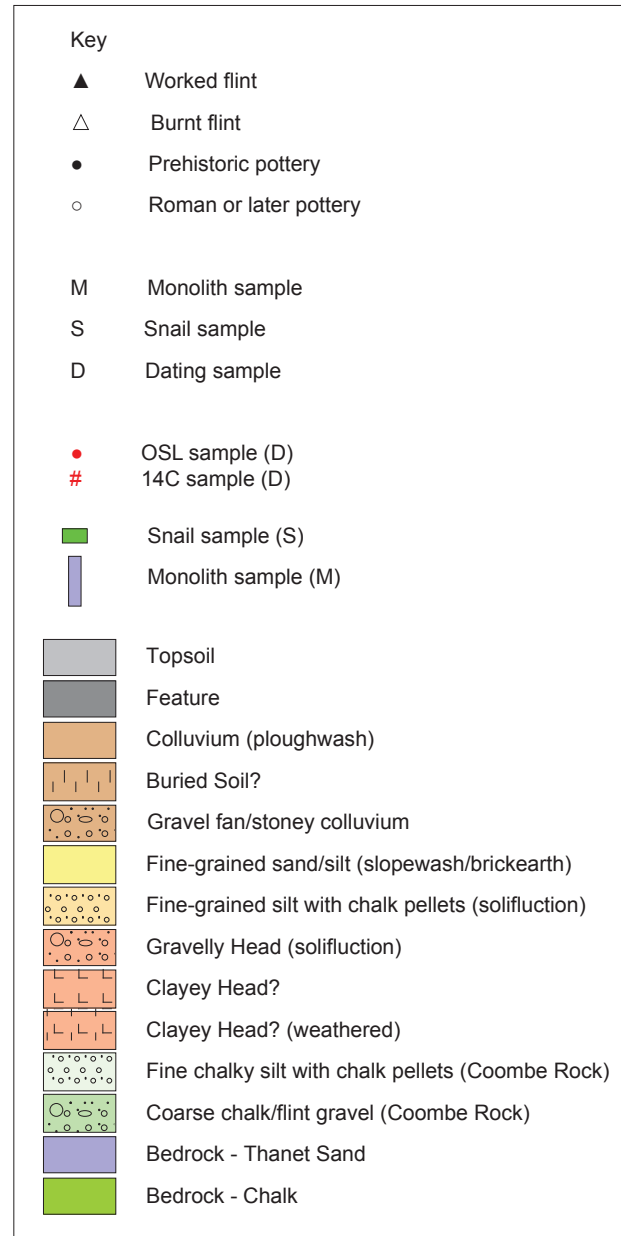 Key
▲ Worked flint
△ Burnt flint
● Prehistoric pottery
○ Roman or later pottery
M Monolith sample
S Snail sample
D Dating sample
● OSL sample (D)
# 14C sample (D)
Snail sample (S)
Monolith sample (M)
Topsoil
Feature
Colluvium (ploughwash)
Buried Soil?
Gravel fan/stoney colluvium
Fine-grained sand/silt (slopewash/brickearth)
Fine-grained silt with chalk pellets (solifluction)
Gravelly Head (solifluction)
Clayey Head?
Clayey Head? (weathered)
Fine chalky silt with chalk pellets (Coombe Rock)
Coarse chalk/flint gravel (Coombe Rock)
Bedrock - Thanet Sand
Bedrock - Chalk